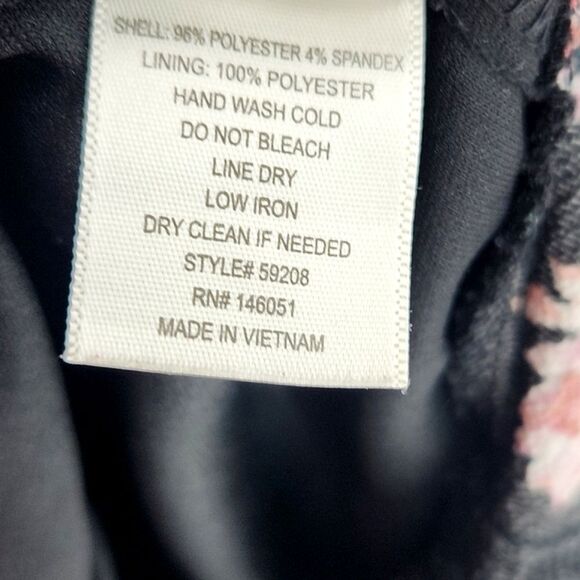 SHELL: 96% POLYESTER 4% SPANDEX
LINING: 100% POLYESTER
HAND WASH COLD
DO NOT BLEACH
LINE DRY
LOW IRON
DRY CLEAN IF NEEDED
STYLE# 59208
RN# 146051
MADE IN VIETNAM